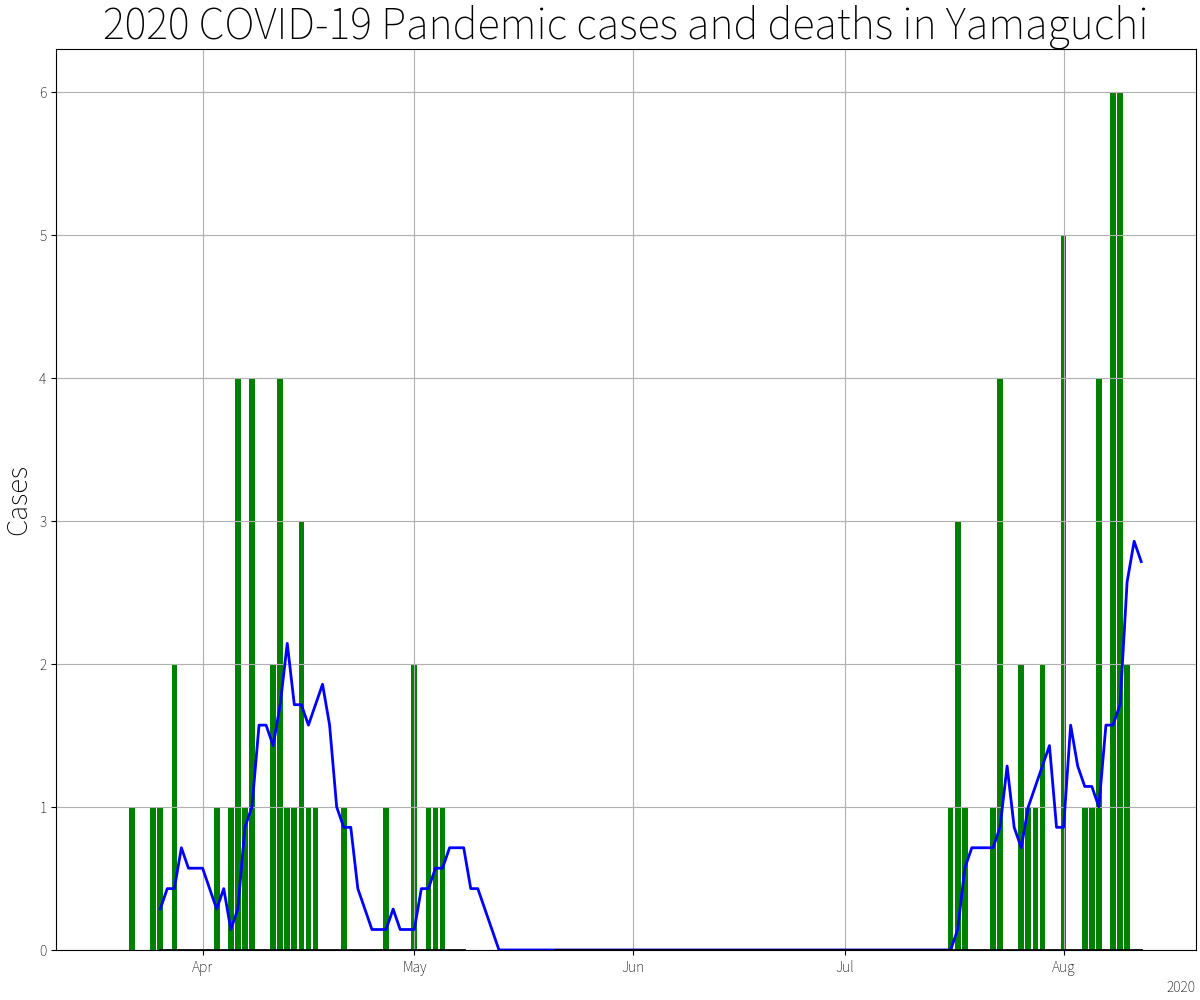 2020 COVID-19 Pandemic cases and deaths in Yamaguchi
6
5
4
3
2
1
0
Cases
Apr
May
Jun
Jul
Aug
2020